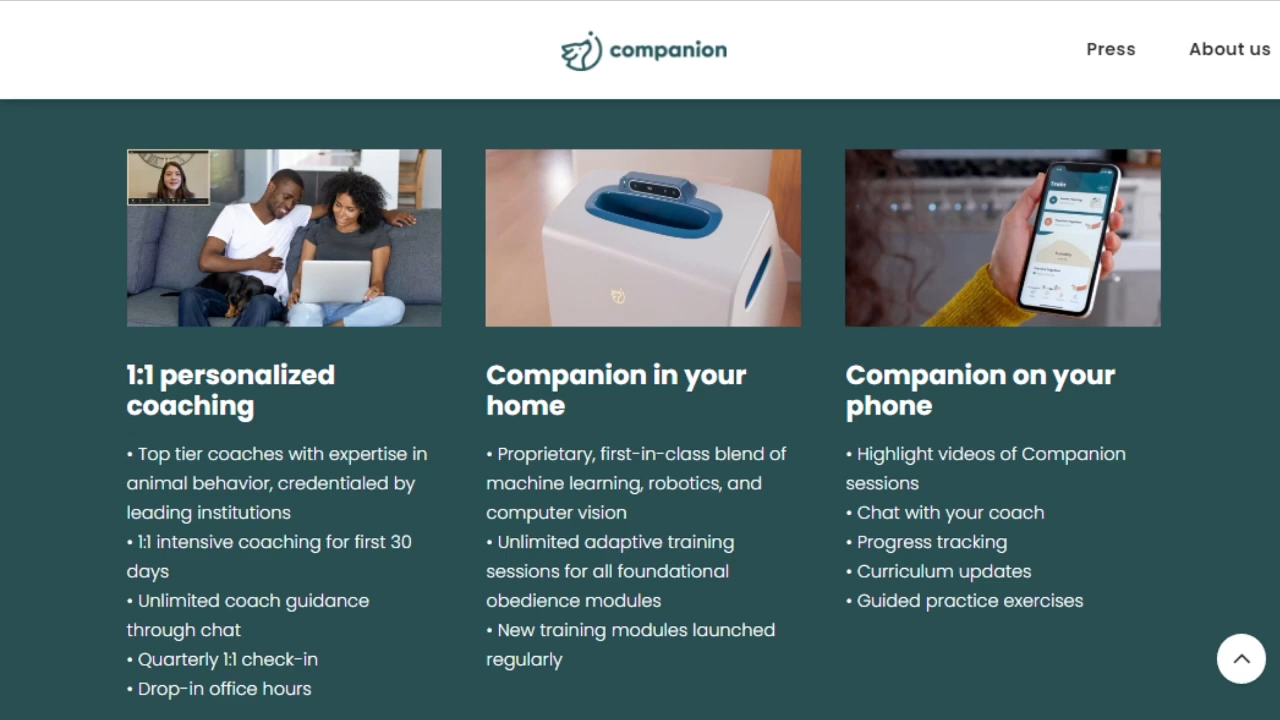 companion
Press
About us
1:1 personalized
coaching
• Top tier coaches with expertise in
animal behavior, credentialed by
leading institutions
• 1:1 intensive coaching for first 30
days
• Unlimited coach guidance
through chat
• Quarterly 1:1 check-in
• Drop-in office hours
Companion in your
home
• Proprietary, first-in-class blend of
machine learning, robotics, and
computer vision
• Unlimited adaptive training
sessions for all foundational
obedience modules
• New training modules launched
regularly
Train
Companion on your
phone
• Highlight videos of Companion
sessions
• Chat with your coach
• Progress tracking
• Curriculum updates
• Guided practice exercises